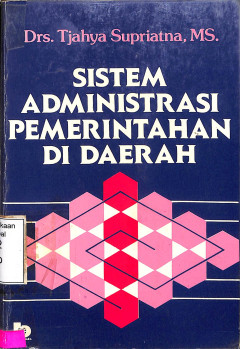 Drs. Tjahya Supriatna, MS.
SISTEM
ADMINISTRASI
PEMERINTAHAN
DI DAERAH